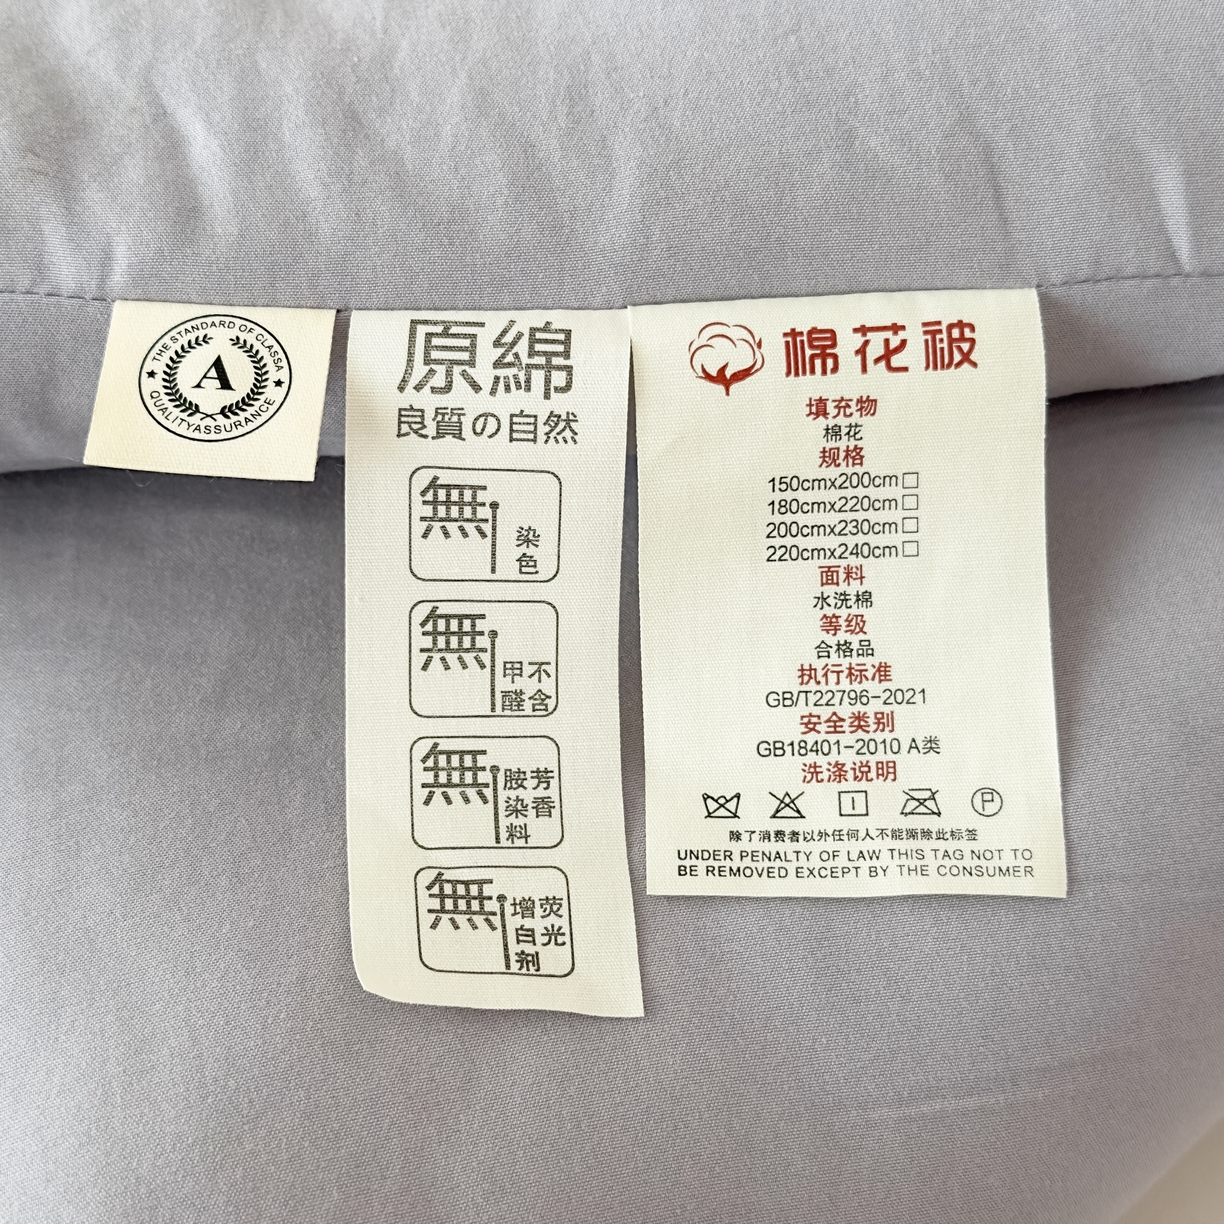 THE STANDARD OF CLASSA
A
QUALITYASSURANCE
原綿
良質の自然
無
染色
無
不含甲醛
無
芳香胺染料
無
荧光增白剂
棉花被
填充物
棉花
规格
150cmx200cm□
180cmx220cm□
200cmx230cm□
220cmx240cm□
面料
水洗棉
等级
合格品
执行标准
GB/T22796-2021
安全类别
GB18401-2010 A类
洗涤说明
P
除了消费者以外任何人不能撕除此标签
UNDER PENALTY OF LAW THIS TAG NOT TO
BE REMOVED EXCEPT BY THE CONSUMER